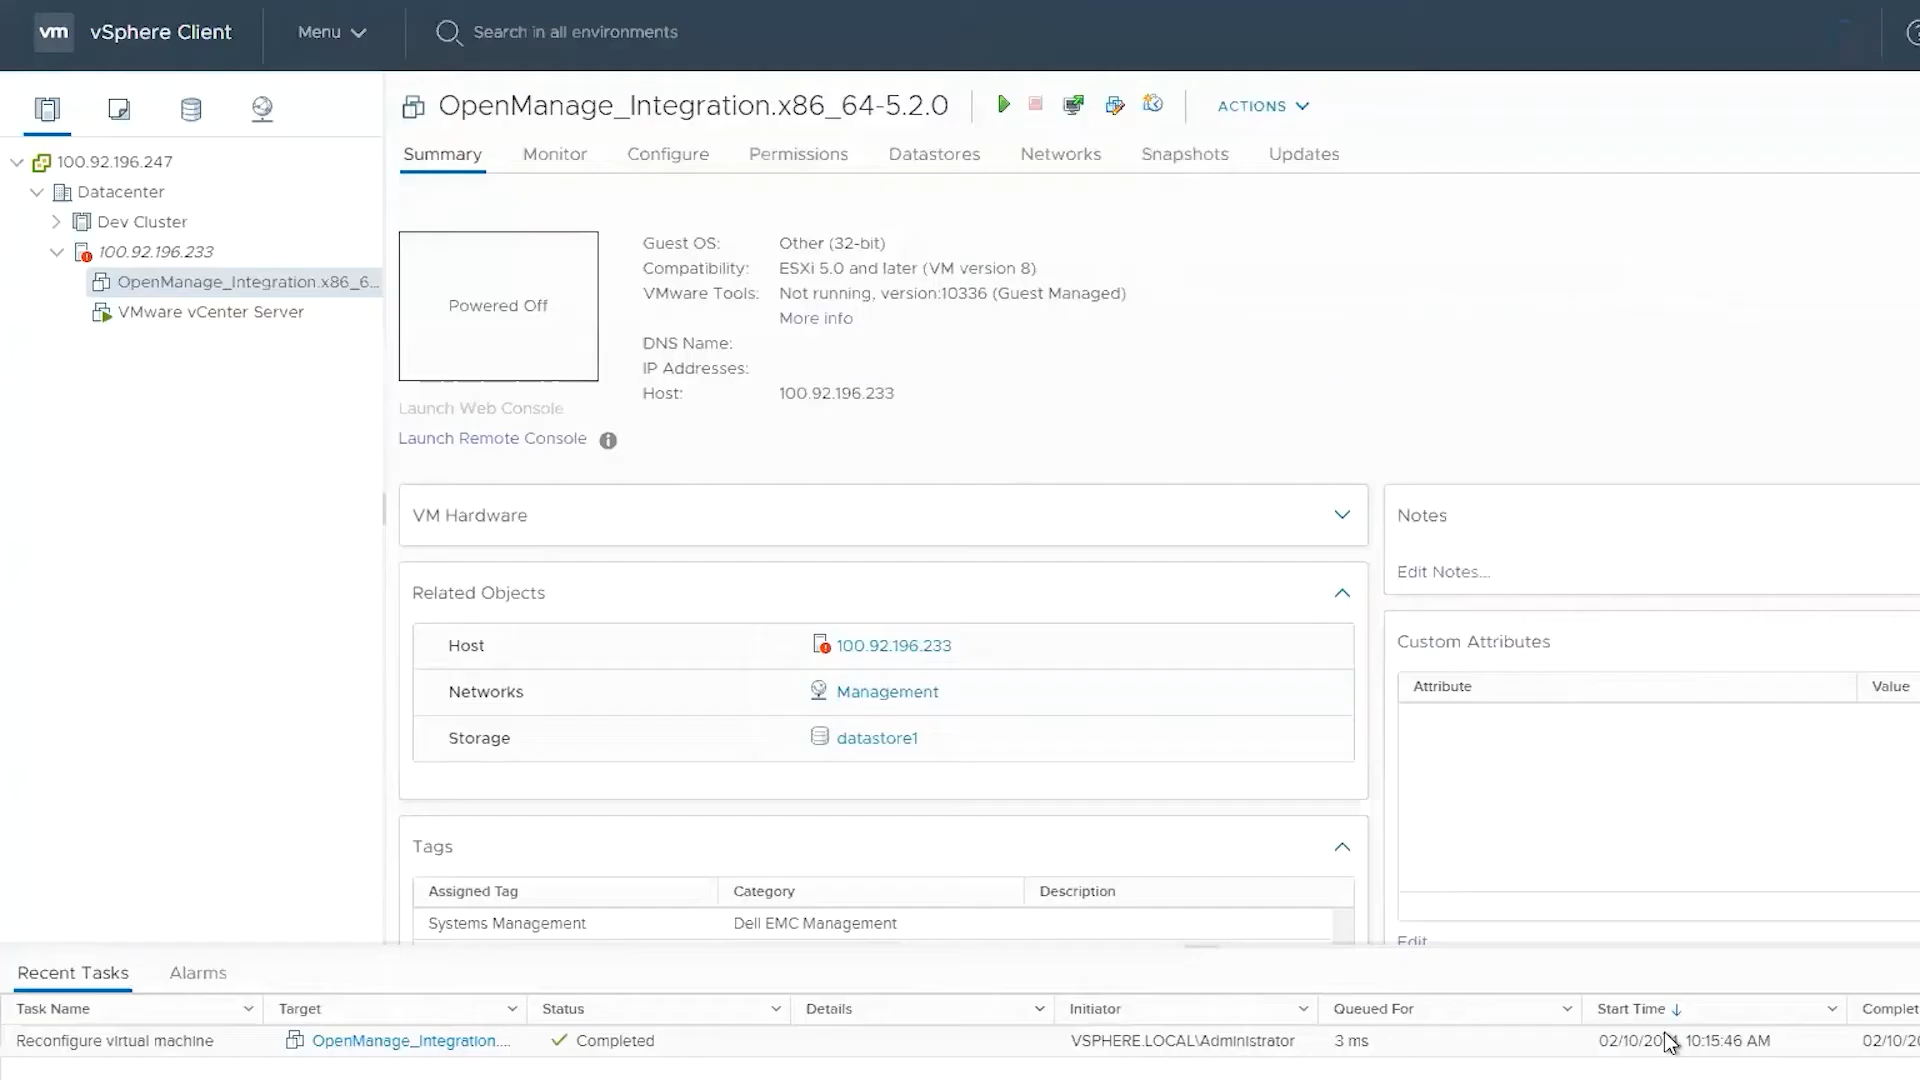 vm vSphere Client Menu Search in all environments
OpenManage_Integration.x86_64-5.2.0 ACTIONS
Summary Monitor Configure Permissions Datastores Networks Snapshots Updates
100.92.196.247
Datacenter
Dev Cluster
100.92.196.233
OpenManage_Integration.x86_6...
VMware vCenter Server
Powered Off
Guest OS: Other (32-bit)
Compatibility: ESXi 5.0 and later (VM version 8)
VMware Tools: Not running, version:10336 (Guest Managed)
More info
DNS Name:
IP Addresses:
Host: 100.92.196.233
Launch Web Console
Launch Remote Console
VM Hardware
Related Objects
Host 100.92.196.233
Networks Management
Storage datastore1
Tags
Assigned Tag Category Description
Systems Management Dell EMC Management
Notes
Edit Notes...
Custom Attributes
Attribute Value
Edit
Recent Tasks Alarms
Task Name Target Status Details Initiator Queued For Start Time Complet
Reconfigure virtual machine OpenManage_Integration.... Completed VSPHERE.LOCAL\Administrator 3 ms 10:15:46 AM